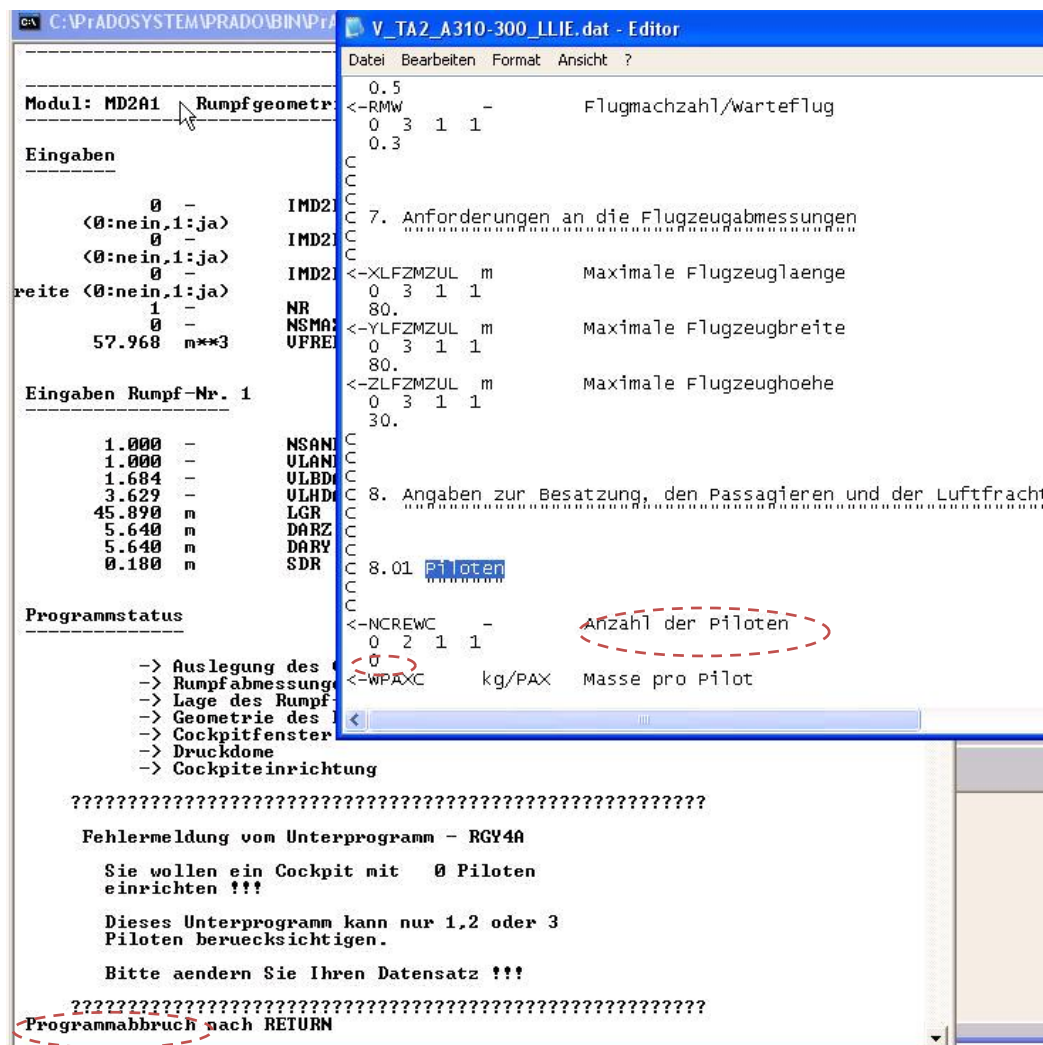 C:\PrADOSYSTEM\PRADO\BIN\PrA
Modul: MD2A1 Rumpfgeometri
Eingaben
0 - IMD2
(0:nein,1:ja)
0 - IMD2
(0:nein,1:ja)
0 - IMD2
reite (0:nein,1:ja)
1 - NR
0 - NSMA
57.968 m**3 VFRE
Eingaben Rumpf-Nr. 1
1.000 - NSAN
1.000 - VLAN
1.684 - VLBD
3.629 - VLHD
45.890 m LGR
5.640 m DARZ
5.640 m DARY
0.180 m SDR
Programmstatus
-> Auslegung des
-> Rumpfabmessung
-> Lage des Rumpf-
-> Geometrie des
-> Cockpitfenster
-> Druckdome
-> Cockpiteinrichtung
????????????????????????????????????????????????????????
Fehlermeldung vom Unterprogramm - RGY4A
Sie wollen ein Cockpit mit 0 Piloten
einrichten !!!
Dieses Unterprogramm kann nur 1,2 oder 3
Piloten beruecksichtigen.
Bitte aendern Sie Ihren Datensatz !!!
????????????????????????????????????????????????????????
Programmabbruch nach RETURN
V_TA2_A310-300_LLIE.dat - Editor
Datei Bearbeiten Format Ansicht ?
0.5
<-RMW - Flugmachzahl/Warteflug
0 3 1 1
0.3
C
C
C
C 7. Anforderungen an die Flugzeugabmessungen
C
C
<-XLFZMZUL m Maximale Flugzeuglaenge
0 3 1 1
80.
<-YLFZMZUL m Maximale Flugzeugbreite
0 3 1 1
80.
<-ZLFZMZUL m Maximale Flugzeughoehe
0 3 1 1
30.
C
C
C
C 8. Angaben zur Besatzung, den Passagieren und der Luftfracht
C
C
C
C 8.01 Piloten
C
C
<-NCREWC - Anzahl der Piloten
0 2 1 1
0
<-WPAXC kg/PAX Masse pro Pilot